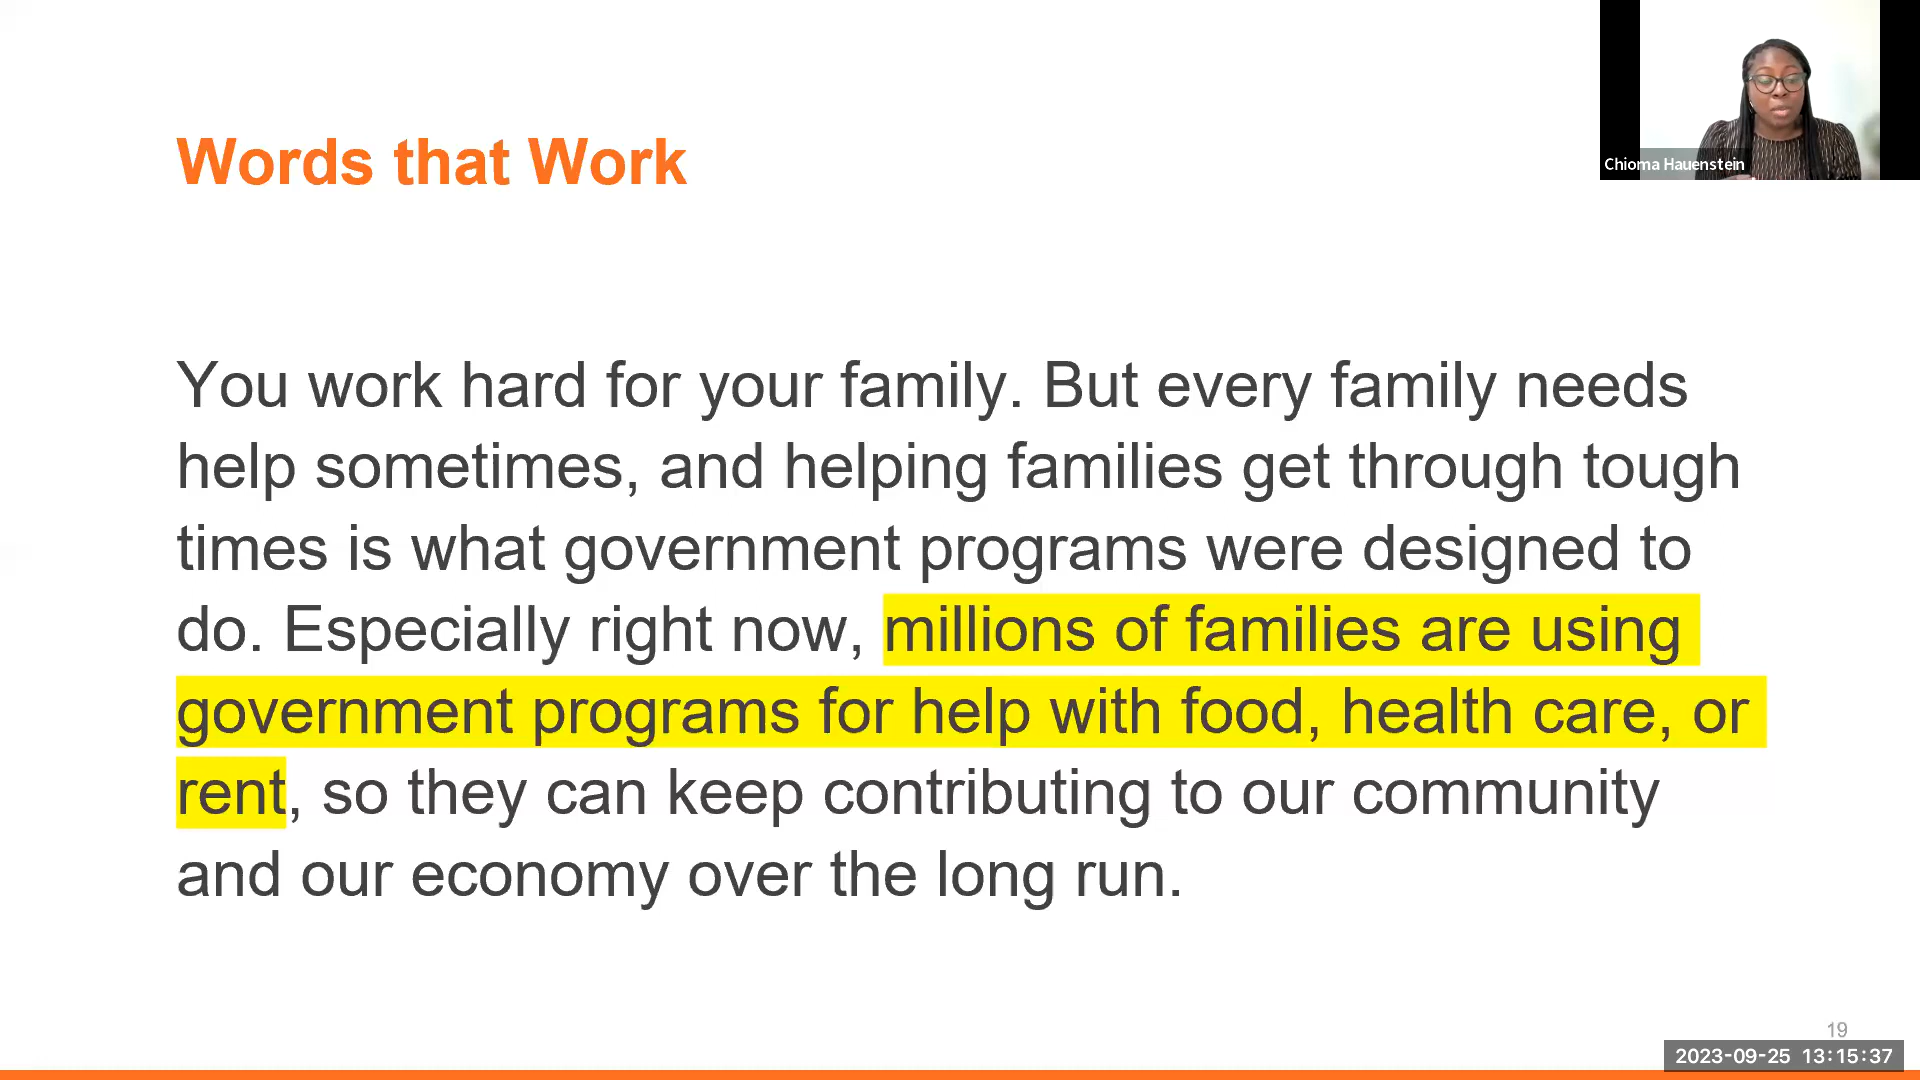 Words that Work
Chioma Hauenstein
You work hard for your family. But every family needs
help sometimes, and helping families get through tough
times is what government programs were designed to
do. Especially right now, millions of families are using
government programs for help with food, health care, or
rent, so they can keep contributing to our community
and our economy over the long run.
19
2023-09-25 13:15:37